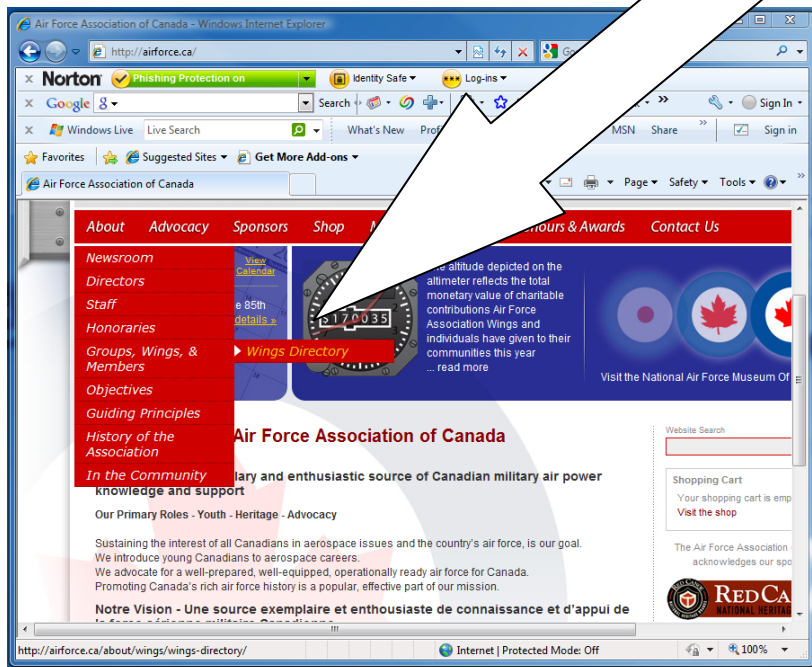 Air Force Association of Canada - Windows Internet Explorer
http://airforce.ca/
Norton Phishing Protection on Identity Safe Log-ins
Google Search Sign In
Windows Live Live Search What's New MSN Share Sign in
Favorites Suggested Sites Get More Add-ons
Air Force Association of Canada Page Safety Tools
About Advocacy Sponsors Shop & Awards Contact Us
Newsroom
Directors
Staff
Honoraries
Groups, Wings, &
Members
Wings Directory
Objectives
Guiding Principles
History of the
Association
In the Community
View
Calendar
85th
details »
170035
altitude depicted on the
altimeter reflects the total
monetary value of charitable
contributions Air Force
Association Wings and
individuals have given to their
communities this year
... read more
Visit the National Air Force Museum Of
Air Force Association of Canada
and enthusiastic source of Canadian military air power
knowledge and support
Our Primary Roles - Youth - Heritage - Advocacy
Sustaining the interest of all Canadians in aerospace issues and the country's air force, is our goal.
We introduce young Canadians to aerospace careers.
We advocate for a well-prepared, well-equipped, operationally ready air force for Canada.
Promoting Canada's rich air force history is a popular, effective part of our mission.
Notre Vision - Une source exemplaire et enthousiaste de connaissance et d'appui de
Website Search
Shopping Cart
Your shopping cart is
Visit the shop
The Air Force Association
acknowledges our
RED
NATIONAL
http://airforce.ca/about/wings/wings-directory/ Internet | Protected Mode: Off 100%